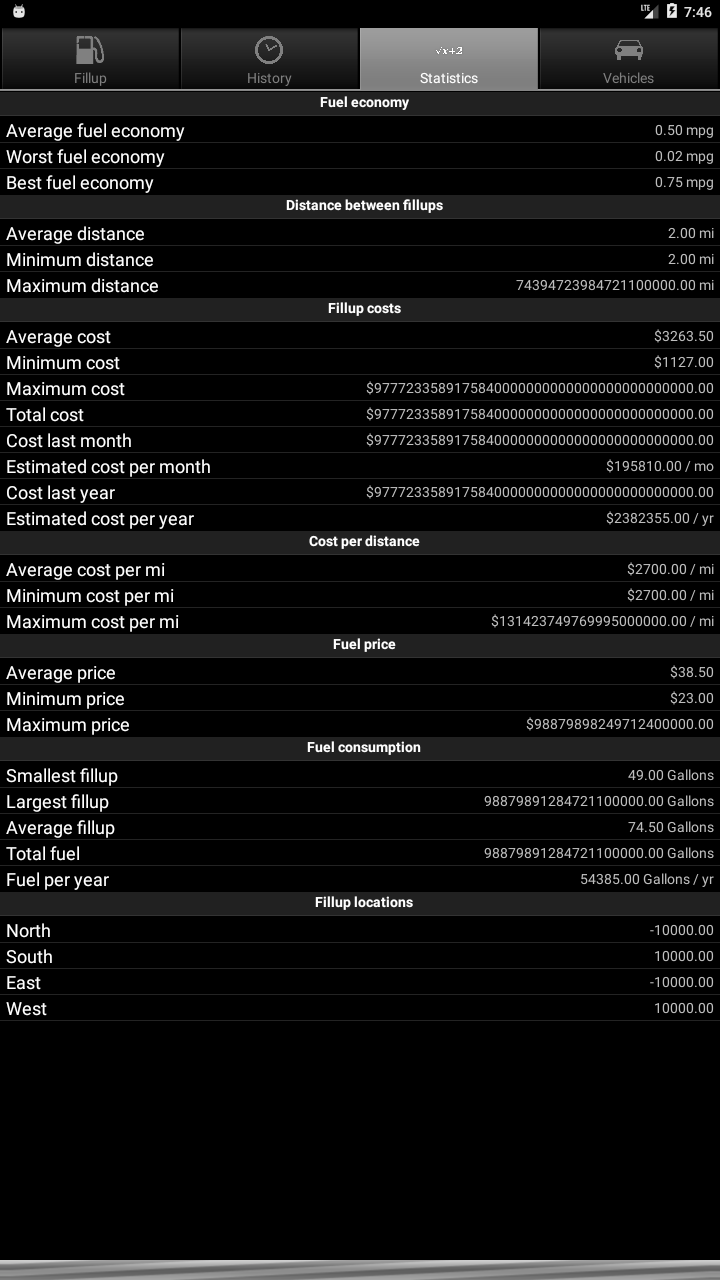 LTE 7:46
Fillup
History
√x+2
Statistics
Vehicles
Fuel economy
Average fuel economy 0.50 mpg
Worst fuel economy 0.02 mpg
Best fuel economy 0.75 mpg
Distance between fillups
Average distance 2.00 mi
Minimum distance 2.00 mi
Maximum distance 74394723984721100000.00 mi
Fillup costs
Average cost $3263.50
Minimum cost $1127.00
Maximum cost $9777233589175840000000000000000000000000.00
Total cost $9777233589175840000000000000000000000000.00
Cost last month $9777233589175840000000000000000000000000.00
Estimated cost per month $195810.00 / mo
Cost last year $9777233589175840000000000000000000000000.00
Estimated cost per year $2382355.00 / yr
Cost per distance
Average cost per mi $2700.00 / mi
Minimum cost per mi $2700.00 / mi
Maximum cost per mi $131423749769995000000.00 / mi
Fuel price
Average price $38.50
Minimum price $23.00
Maximum price $98879898249712400000.00
Fuel consumption
Smallest fillup 49.00 Gallons
Largest fillup 98879891284721100000.00 Gallons
Average fillup 74.50 Gallons
Total fuel 98879891284721100000.00 Gallons
Fuel per year 54385.00 Gallons / yr
Fillup locations
North -10000.00
South 10000.00
East -10000.00
West 10000.00